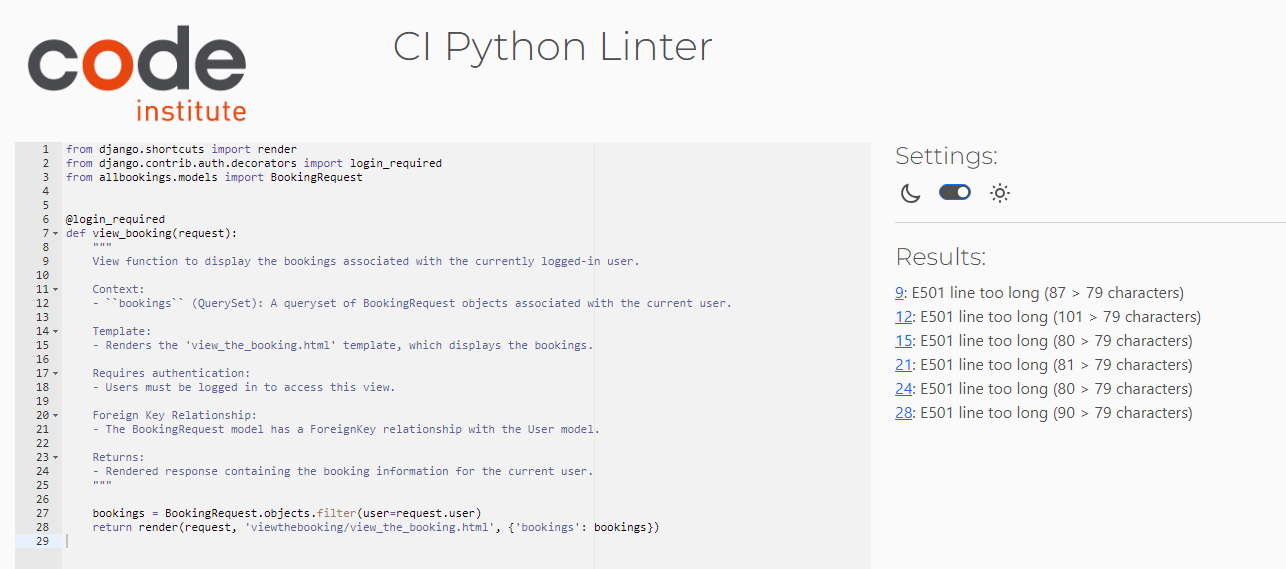 code
institute
CI Python Linter
1 from django.shortcuts import render
2 from django.contrib.auth.decorators import login_required
3 from allbookings.models import BookingRequest
4
5
6 @login_required
7 def view_booking(request):
8 """
9 View function to display the bookings associated with the currently logged-in user.
10
11 Context:
12 - ``bookings`` (QuerySet): A queryset of BookingRequest objects associated with the current user.
13
14 Template:
15 - Renders the 'view_the_booking.html' template, which displays the bookings.
16
17 Requires authentication:
18 - Users must be logged in to access this view.
19
20 Foreign Key Relationship:
21 - The BookingRequest model has a ForeignKey relationship with the User model.
22
23 Returns:
24 - Rendered response containing the booking information for the current user.
25 """
26
27 bookings = BookingRequest.objects.filter(user=request.user)
28 return render(request, 'viewthebooking/view_the_booking.html', {'bookings': bookings})
29
Settings:
Results:
9: E501 line too long (87 > 79 characters)
12: E501 line too long (101 > 79 characters)
15: E501 line too long (80 > 79 characters)
21: E501 line too long (81 > 79 characters)
24: E501 line too long (80 > 79 characters)
28: E501 line too long (90 > 79 characters)